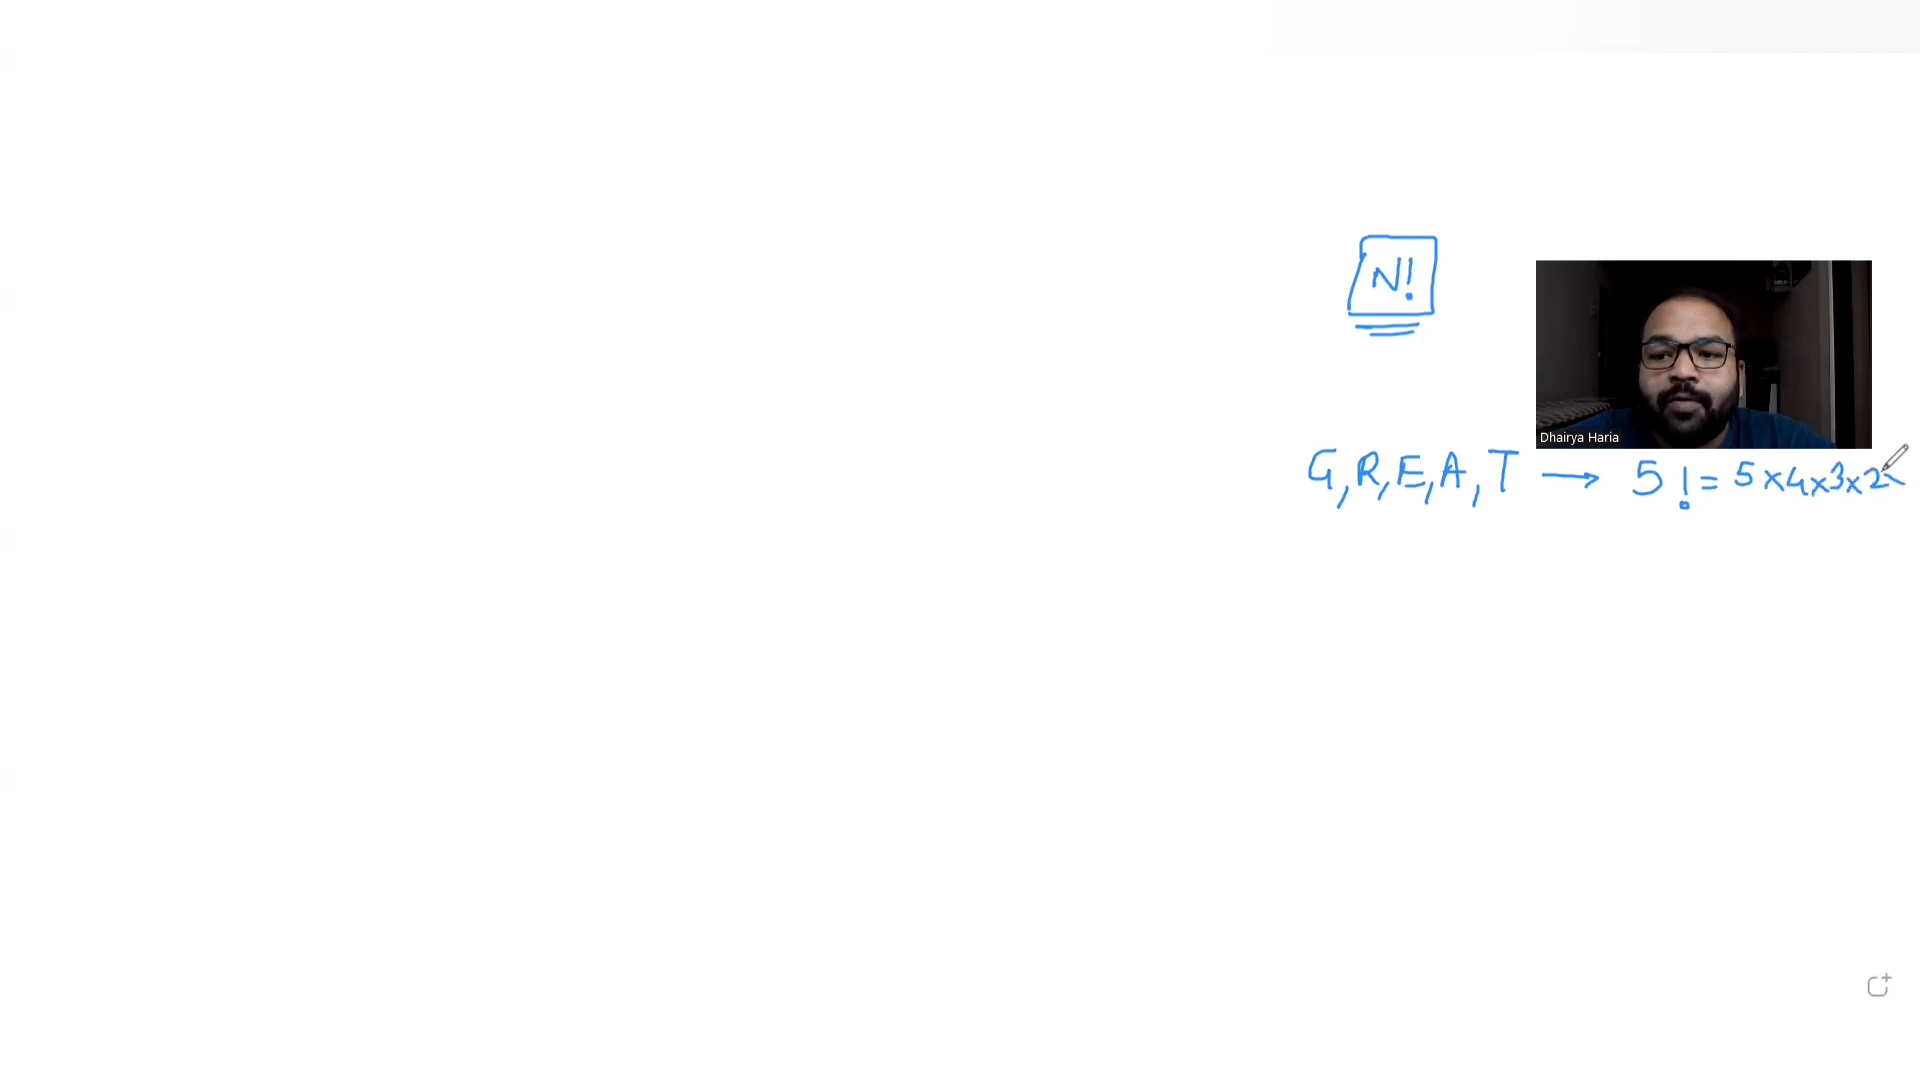 N!
Dhairya Haria
G, R, E, A, T → 5 ! = 5 x 4 x 3 x 2 x